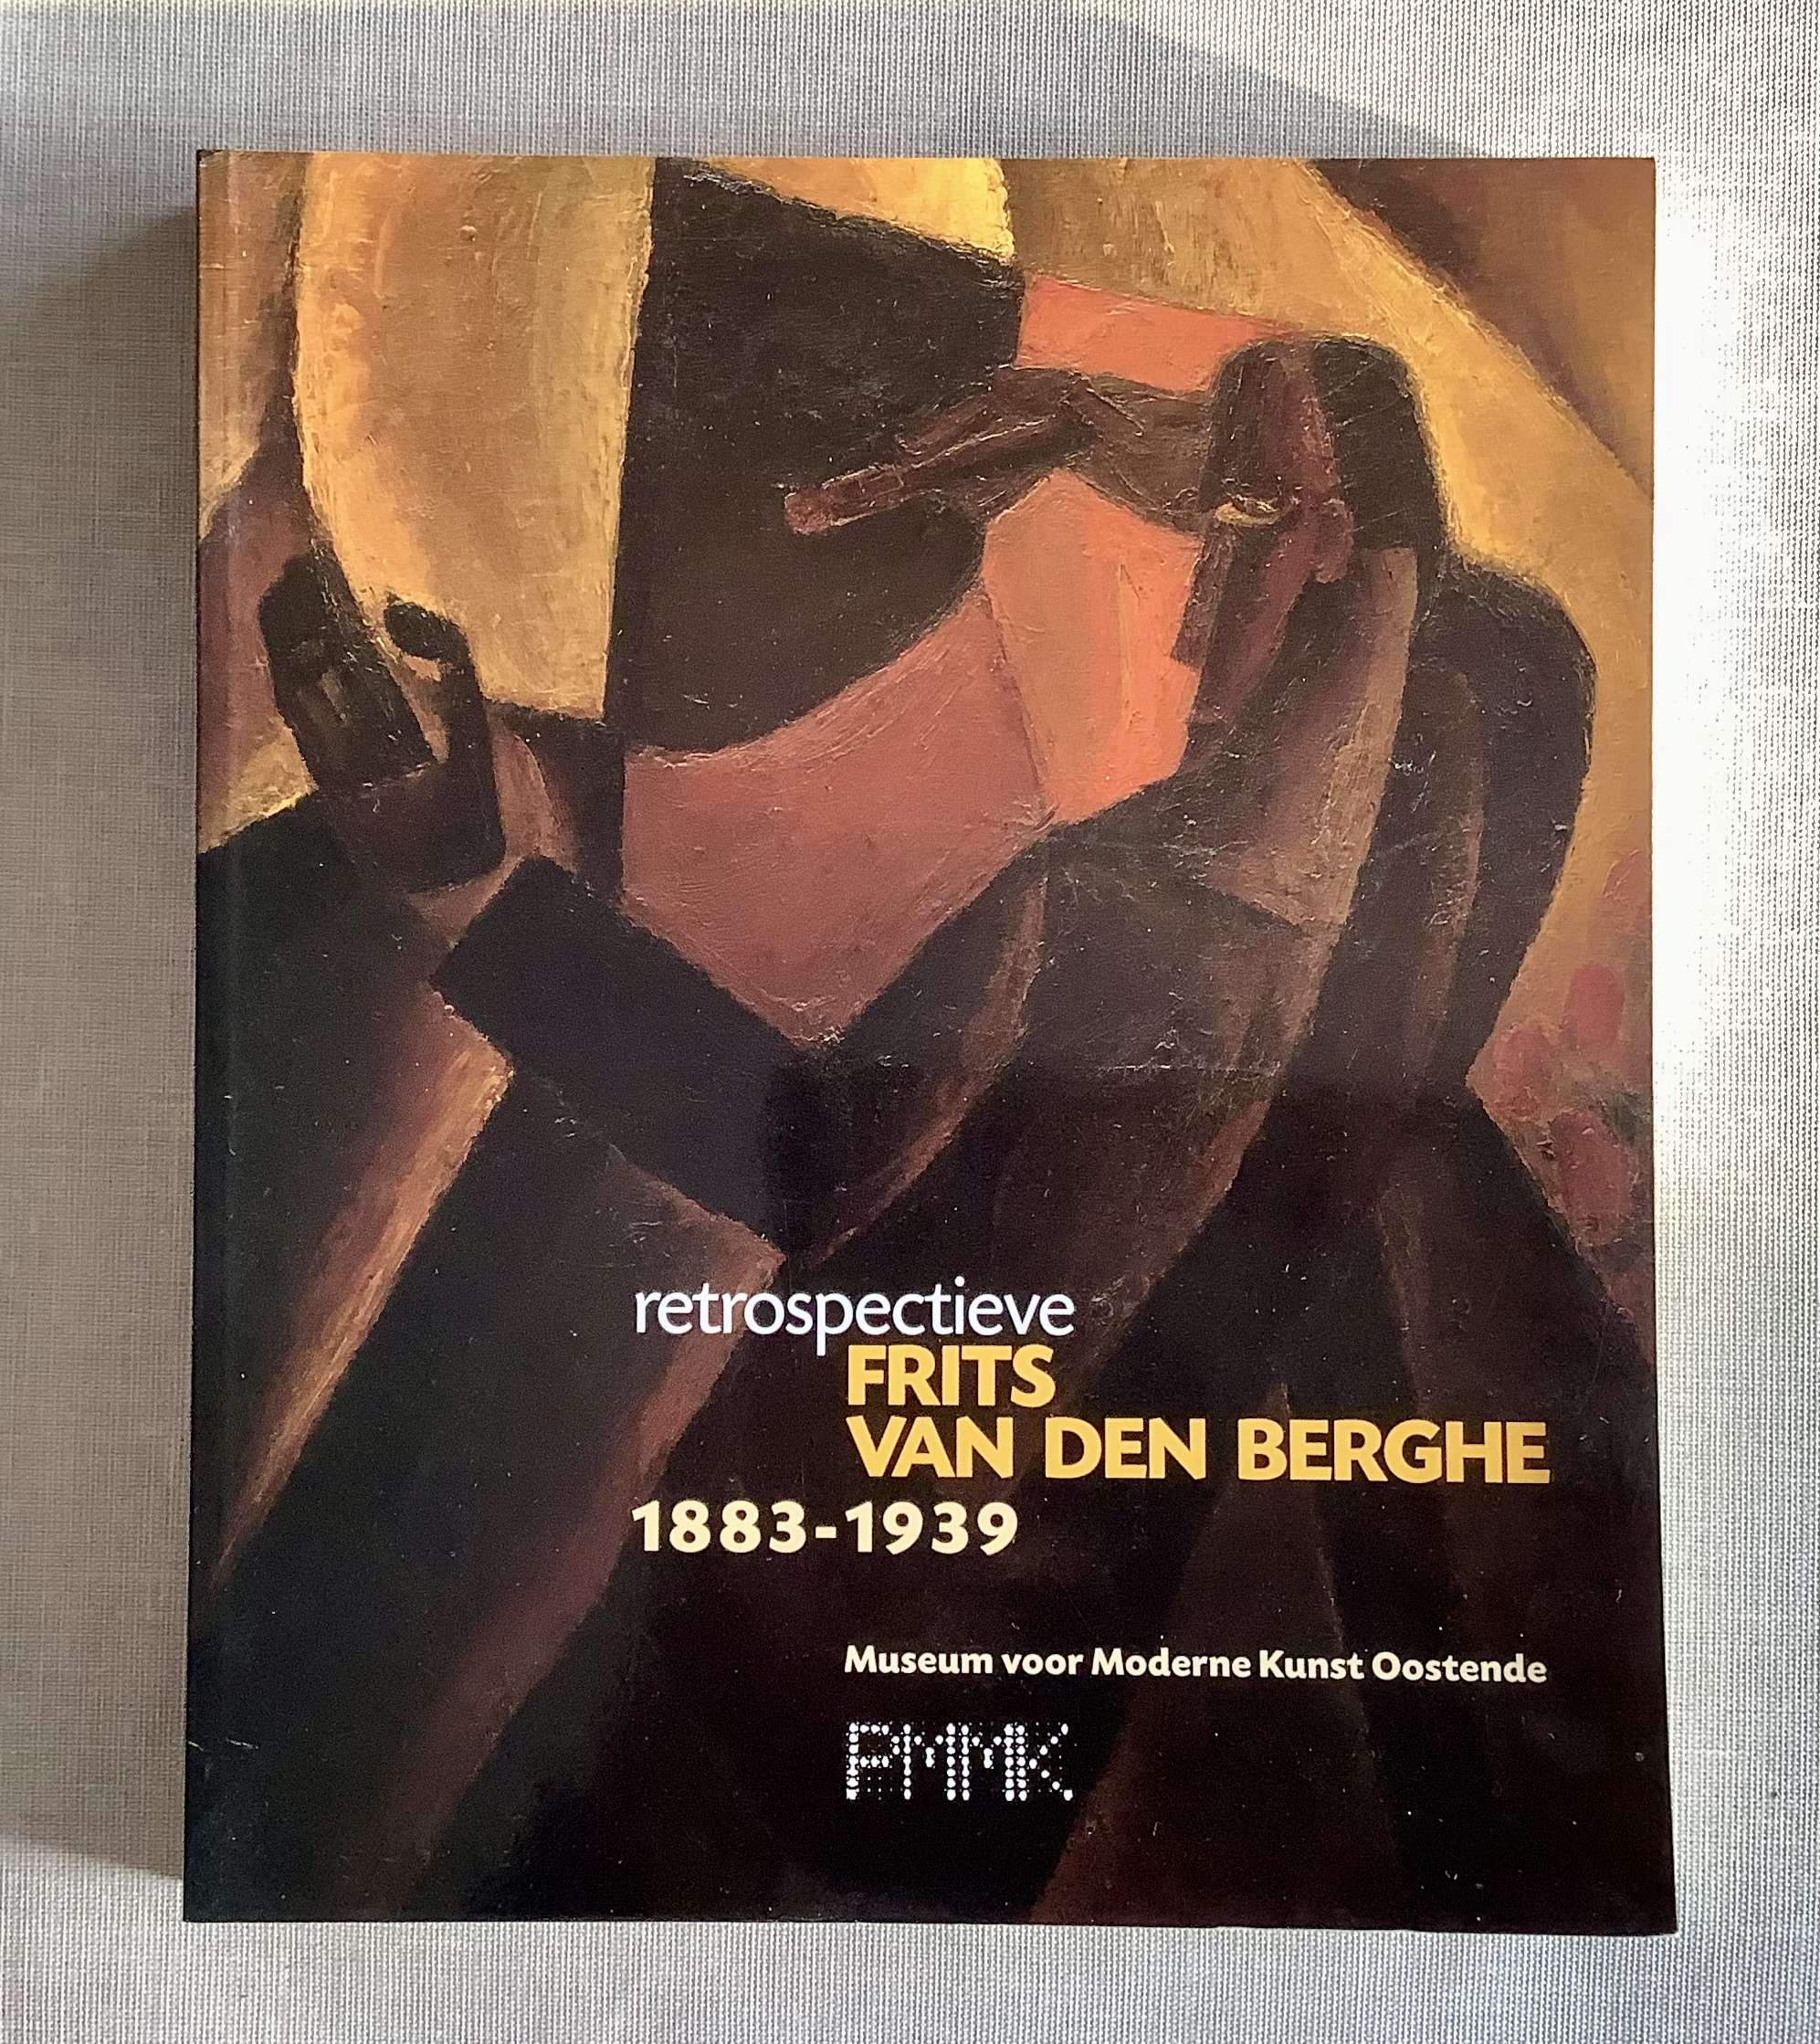 retrospectieve
FRITS
VAN DEN BERGHE
1883-1939
Museum voor Moderne Kunst Oostende
PMMK